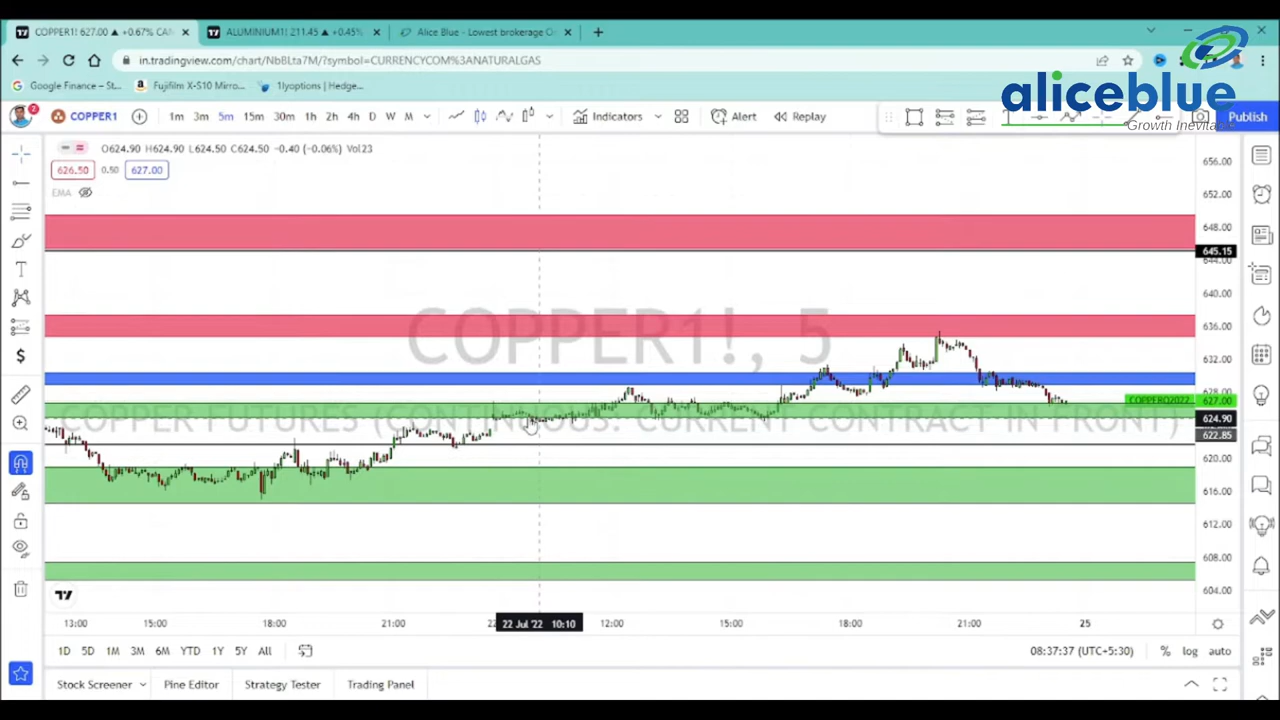 COPPER1! 627.00 ▲ +0.67% CAN
ALUMINIUM1! 211.45 ▲ +0.45%
Alice Blue - Lowest brokerage O
in.tradingview.com/chart/NbBLta7M/?symbol=CURRENCYCOM%3ANATURALGAS
aliceblue
Growth Inevitable
Google Finance – St...
Fujifilm X-S10 Mirro...
1lyoptions | Hedge...
2
COPPER1
1m 3m 5m 15m 30m 1h 2h 4h D W M
Indicators
Alert
Replay
Publish
O624.90 H624.90 L624.50 C624.50 -0.40 (-0.06%) Vol23
626.50 0.50 627.00
EMA
656.00
652.00
648.00
645.15
644.00
640.00
636.00
632.00
628.00
COPPER1!, 5
COPPERQ2022 627.00
624.90
622.85
COPPER FUTURES (CONTINUOUS: CURRENT CONTRACT IN FRONT)
620.00
616.00
612.00
608.00
604.00
13:00 15:00 18:00 21:00 22 Jul '22 10:10 12:00 15:00 18:00 21:00 25
1D 5D 1M 3M 6M YTD 1Y 5Y All
08:37:37 (UTC+5:30) % log auto
Stock Screener Pine Editor Strategy Tester Trading Panel